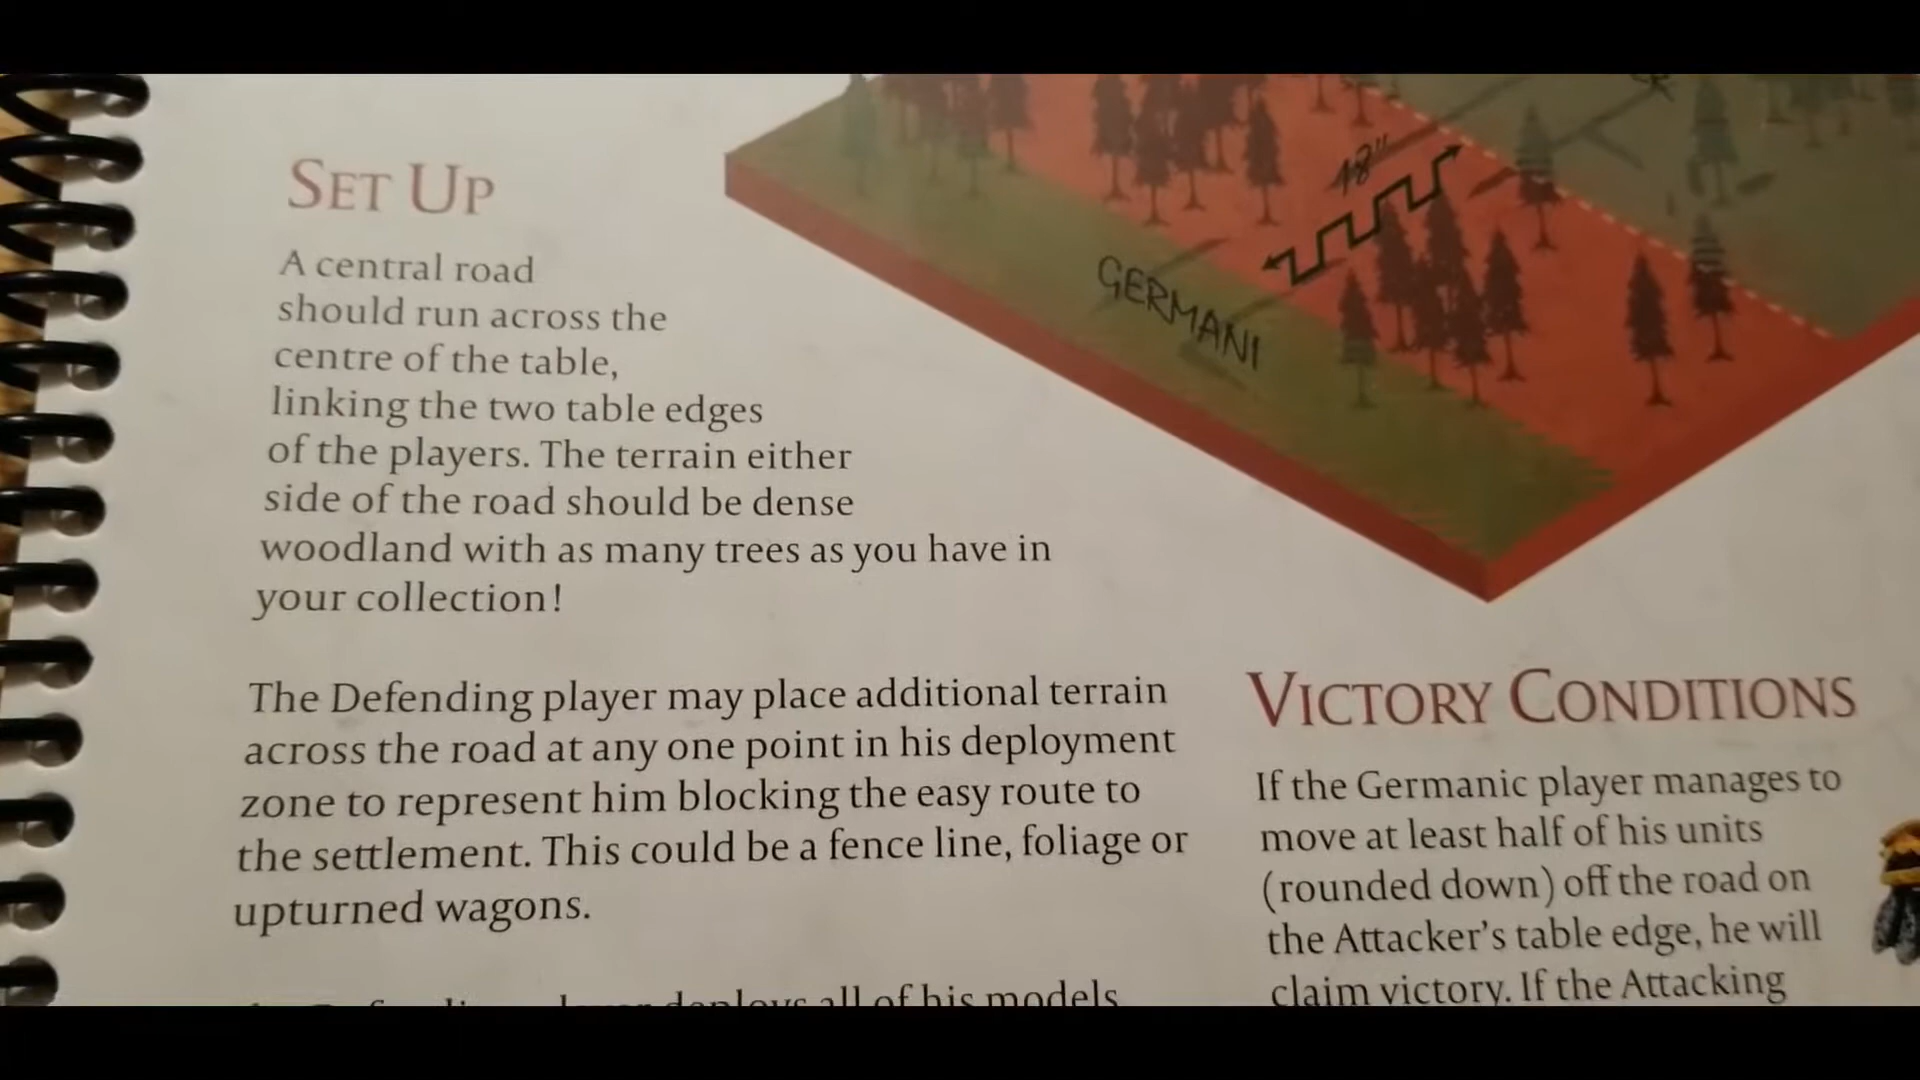 SET UP
A central road
should run across the
centre of the table,
linking the two table edges
of the players. The terrain either
side of the road should be dense
woodland with as many trees as you have in
your collection!
The Defending player may place additional terrain
across the road at any one point in his deployment
zone to represent him blocking the easy route to
the settlement. This could be a fence line, foliage or
upturned wagons.
deploys all of his models
18"
GERMANI
VICTORY CONDITIONS
If the Germanic player manages to
move at least half of his units
(rounded down) off the road on
the Attacker's table edge, he will
claim victory. If the Attacking